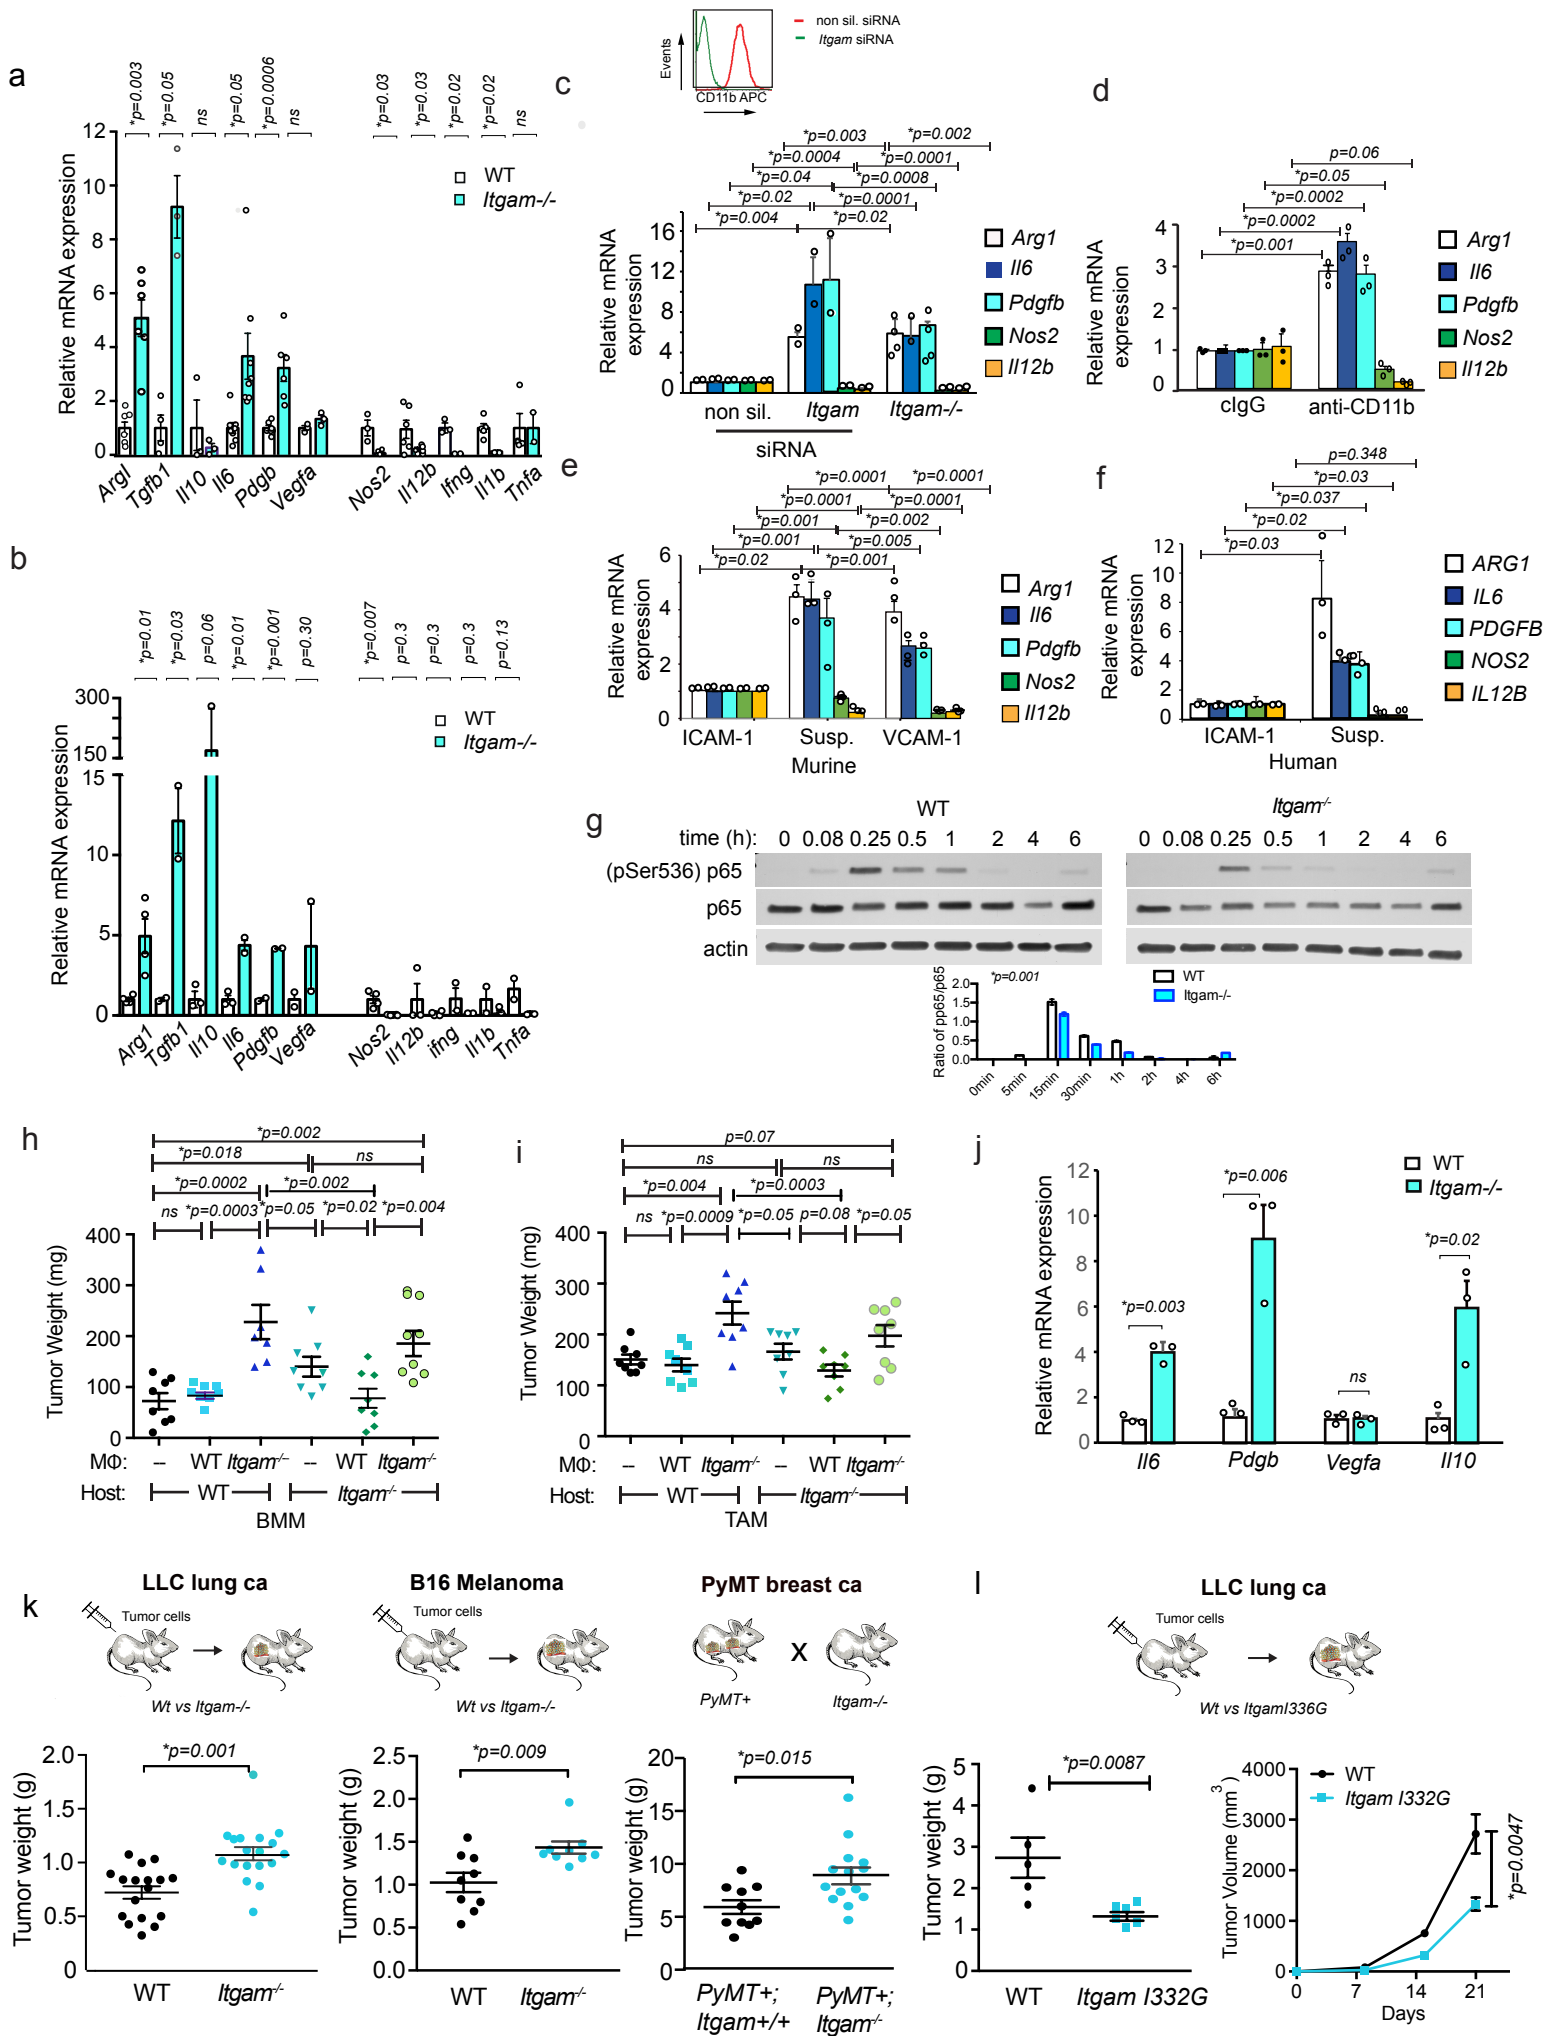 a
*p=0.003
*p=0.05
ns
*p=0.05
*p=0.0006
ns
*p=0.03
*p=0.03
*p=0.02
*p=0.02
ns
Relative mRNA expression
12
10
8
6
4
2
0
WT
Itgam-/-
ArgI
Tgfb1
Il10
Il6
Pdgb
Vegfa
Nos2
Il12b
Ifng
Il1b
Tnfa
b
*p=0.01
*p=0.03
p=0.06
*p=0.01
*p=0.001
p=0.30
*p=0.007
p=0.3
p=0.3
p=0.3
p=0.13
Relative mRNA expression
300
150
15
10
5
0
WT
Itgam-/-
Arg1
Tgfb1
Il10
Il6
Pdgfb
Vegfa
Nos2
Il12b
ifng
Il1b
Tnfa
c
Events
CD11b APC
non sil. siRNA
Itgam siRNA
*p=0.003
*p=0.002
*p=0.0004
*p=0.0001
*p=0.04
*p=0.0008
*p=0.02
*p=0.0001
*p=0.004
*p=0.02
Relative mRNA expression
16
12
8
4
0
Arg1
Il6
Pdgfb
Nos2
Il12b
non sil.
Itgam
Itgam-/-
siRNA
d
p=0.06
*p=0.05
*p=0.0002
*p=0.0002
*p=0.001
Relative mRNA expression
4
3
2
1
0
Arg1
Il6
Pdgfb
Nos2
Il12b
cIgG
anti-CD11b
e
*p=0.0001
*p=0.0001
*p=0.0001
*p=0.0001
*p=0.001
*p=0.002
*p=0.001
*p=0.005
*p=0.02
*p=0.001
Relative mRNA expression
6
4
2
0
Arg1
Il6
Pdgfb
Nos2
Il12b
ICAM-1
Susp.
VCAM-1
Murine
f
p=0.348
*p=0.03
*p=0.037
*p=0.02
*p=0.03
Relative mRNA expression
12
10
8
6
4
2
0
ARG1
IL6
PDGFB
NOS2
IL12B
ICAM-1
Susp.
Human
g
WT
Itgam-/-
time (h):
0 0.08 0.25 0.5 1 2 4 6
0 0.08 0.25 0.5 1 2 4 6
(pSer536) p65
p65
actin
*p=0.001
WT
Itgam-/-
Ratio of pp65/p65
2.0
1.5
1.0
0.5
0.0
0min
5min
15min
30min
1h
2h
4h
6h
h
*p=0.002
*p=0.018
ns
*p=0.0002
*p=0.002
ns
*p=0.0003
*p=0.05
*p=0.02
*p=0.004
Tumor Weight (mg)
400
300
200
100
0
MΦ: -- WT Itgam-/- -- WT Itgam-/-
Host: WT Itgam-/-
BMM
i
p=0.07
ns
ns
*p=0.004
*p=0.0003
ns
*p=0.0009
*p=0.05
p=0.08
*p=0.05
Tumor Weight (mg)
400
300
200
100
0
MΦ: -- WT Itgam-/- -- WT Itgam-/-
Host: WT Itgam-/-
TAM
j
Relative mRNA expression
12
10
8
6
4
2
0
WT
Itgam-/-
*p=0.003
*p=0.006
ns
*p=0.02
Il6
Pdgb
Vegfa
Il10
k
LLC lung ca
Tumor cells
Wt vs Itgam-/-
*p=0.001
Tumor weight (g)
2.0
1.5
1.0
0.5
0
WT
Itgam-/-
B16 Melanoma
Tumor cells
Wt vs Itgam-/-
*p=0.009
Tumor weight (g)
2.5
2.0
1.5
1.0
0.5
0.0
WT
Itgam-/-
PyMT breast ca
X
PyMT+
Itgam-/-
*p=0.015
Tumor weight (g)
20
15
10
5
0
PyMT+;
Itgam+/+
PyMT+;
Itgam-/-
l
LLC lung ca
Tumor cells
Wt vs ItgamI336G
*p=0.0087
Tumor weight (g)
5
4
3
2
1
0
WT
Itgam I332G
Tumor Volume (mm3)
4000
3000
2000
1000
0
WT
Itgam I332G
*p=0.0047
0
7
14
21
Days